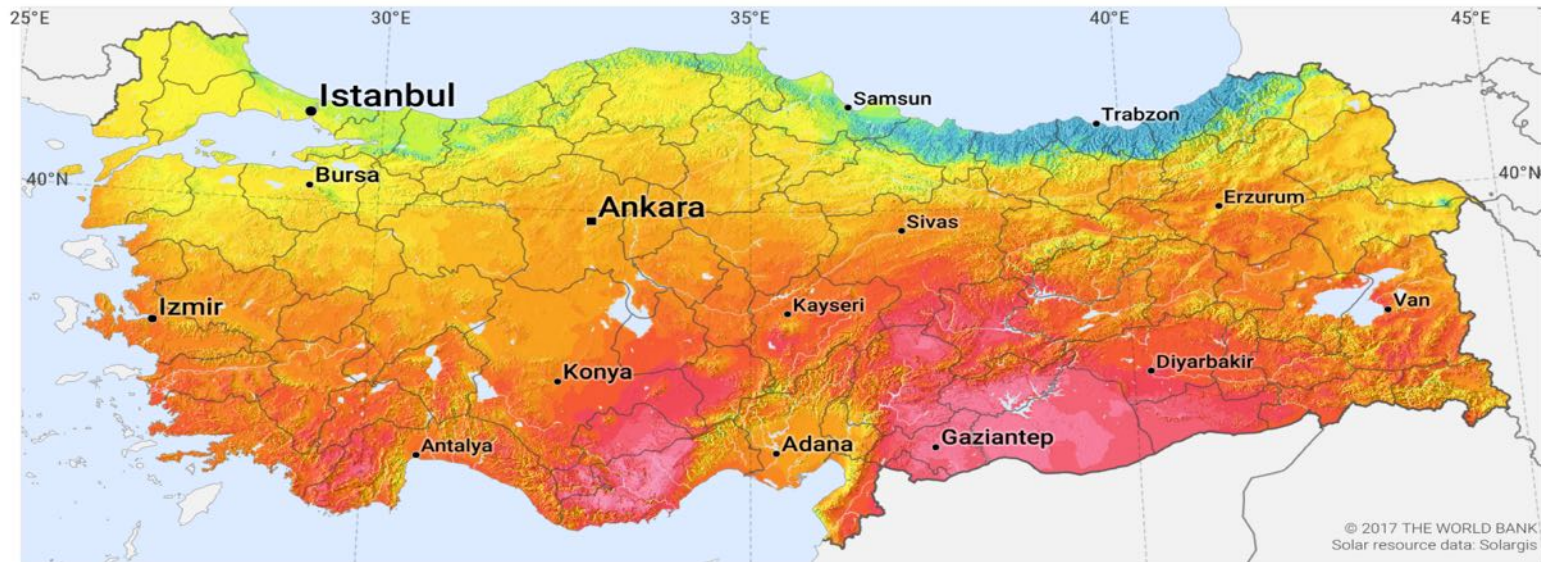 25°E 30°E 35°E 40°E 45°E
Istanbul
Samsun
Trabzon
40°N
Bursa
40°N
Ankara
Erzurum
Sivas
Izmir
Kayseri
Van
Konya
Diyarbakir
Antalya
Adana
Gaziantep
© 2017 THE WORLD BANK
Solar resource data: Solargis